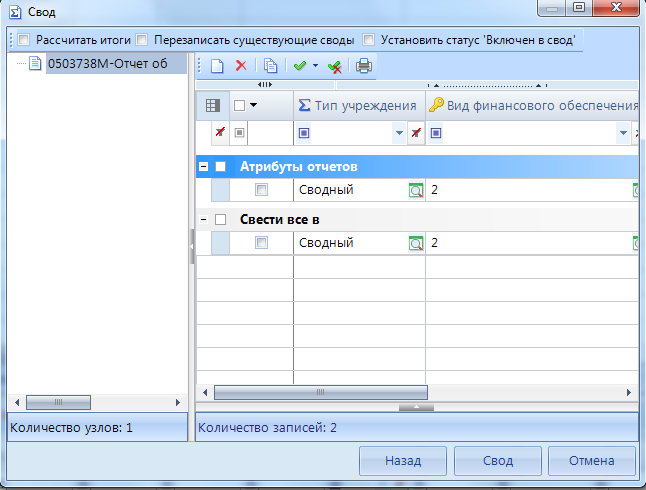 Свод
Рассчитать итоги Перезаписать существующие своды Установить статус 'Включен в свод'
0503738М-Отчет об
Тип учреждения Вид финансового обеспечения
Атрибуты отчетов
Сводный 2
Свести все в
Сводный 2
Количество узлов: 1 Количество записей: 2
Назад Свод Отмена